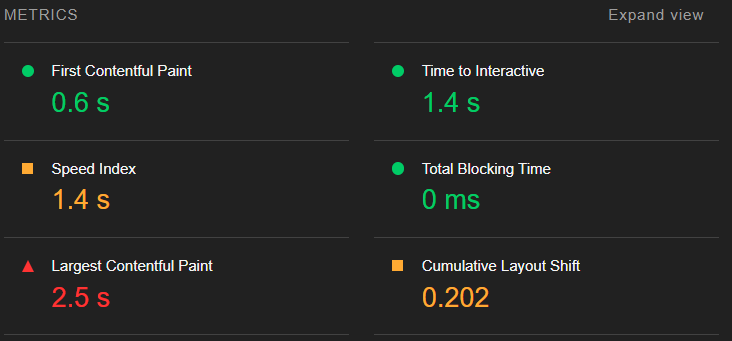 METRICS
Expand view
First Contentful Paint
0.6 s
Time to Interactive
1.4 s
Speed Index
1.4 s
Total Blocking Time
0 ms
Largest Contentful Paint
2.5 s
Cumulative Layout Shift
0.202